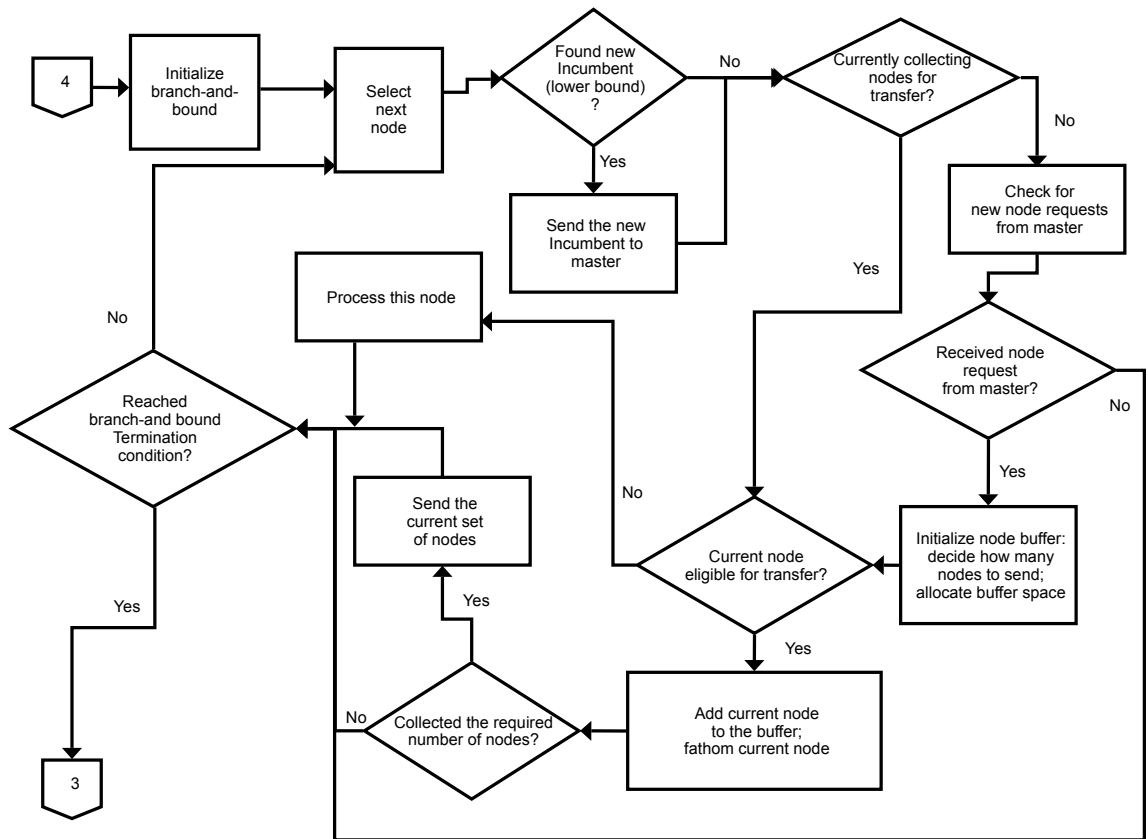 4
Initialize
branch-and-
bound
Select
next
node
Found new
Incumbent
(lower bound)
?
No
Currently collecting
nodes for
transfer?
No
Yes
Send the new
Incumbent to
master
Check for
new node requests
from master
Yes
Process this node
No
Received node
request
from master?
No
Reached
branch-and bound
Termination
condition?
Yes
Send the
current set
of nodes
No
Initialize node buffer:
decide how many
nodes to send;
allocate buffer space
Current node
eligible for transfer?
Yes
Yes
Yes
No
Collected the required
number of nodes?
Add current node
to the buffer;
fathom current node
3